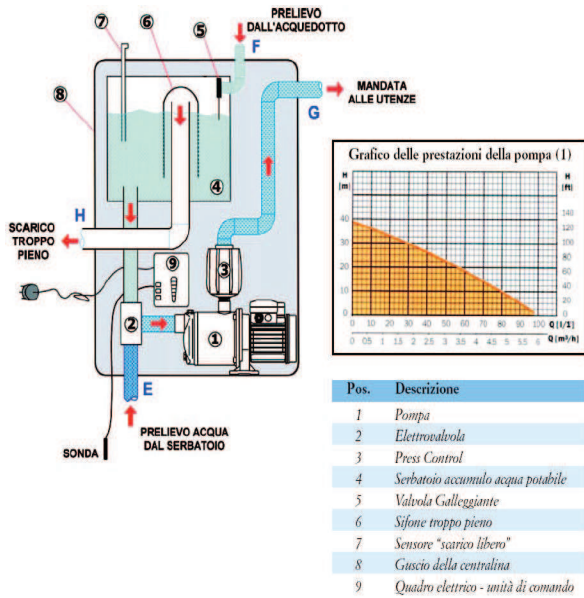 PRELIEVO
DALL'ACQUEDOTTO
7
6
5
F
8
G
MANDATA
ALLE UTENZE
4
H
SCARICO
TROPPO
PIENO
9
3
2
1
E
PRELIEVO ACQUA
DAL SERBATOIO
SONDA
Grafico delle prestazioni della pompa (1)
H
[m]
H
[ft]
40
30
20
10
0
140
120
100
80
60
40
20
0
0 10 20 30 40 50 60 70 80 90 100 Q [l/1]
0 0.5 1 1.5 2 2.5 3 3.5 4 4.5 5 5.5 6 Q [m³/h]
Pos. Descrizione
1 Pompa
2 Elettrovalvola
3 Press Control
4 Serbatoio accumulo acqua potabile
5 Valvola Galleggiante
6 Sifone troppo pieno
7 Sensore "scarico libero"
8 Guscio della centralina
9 Quadro elettrico - unità di comando